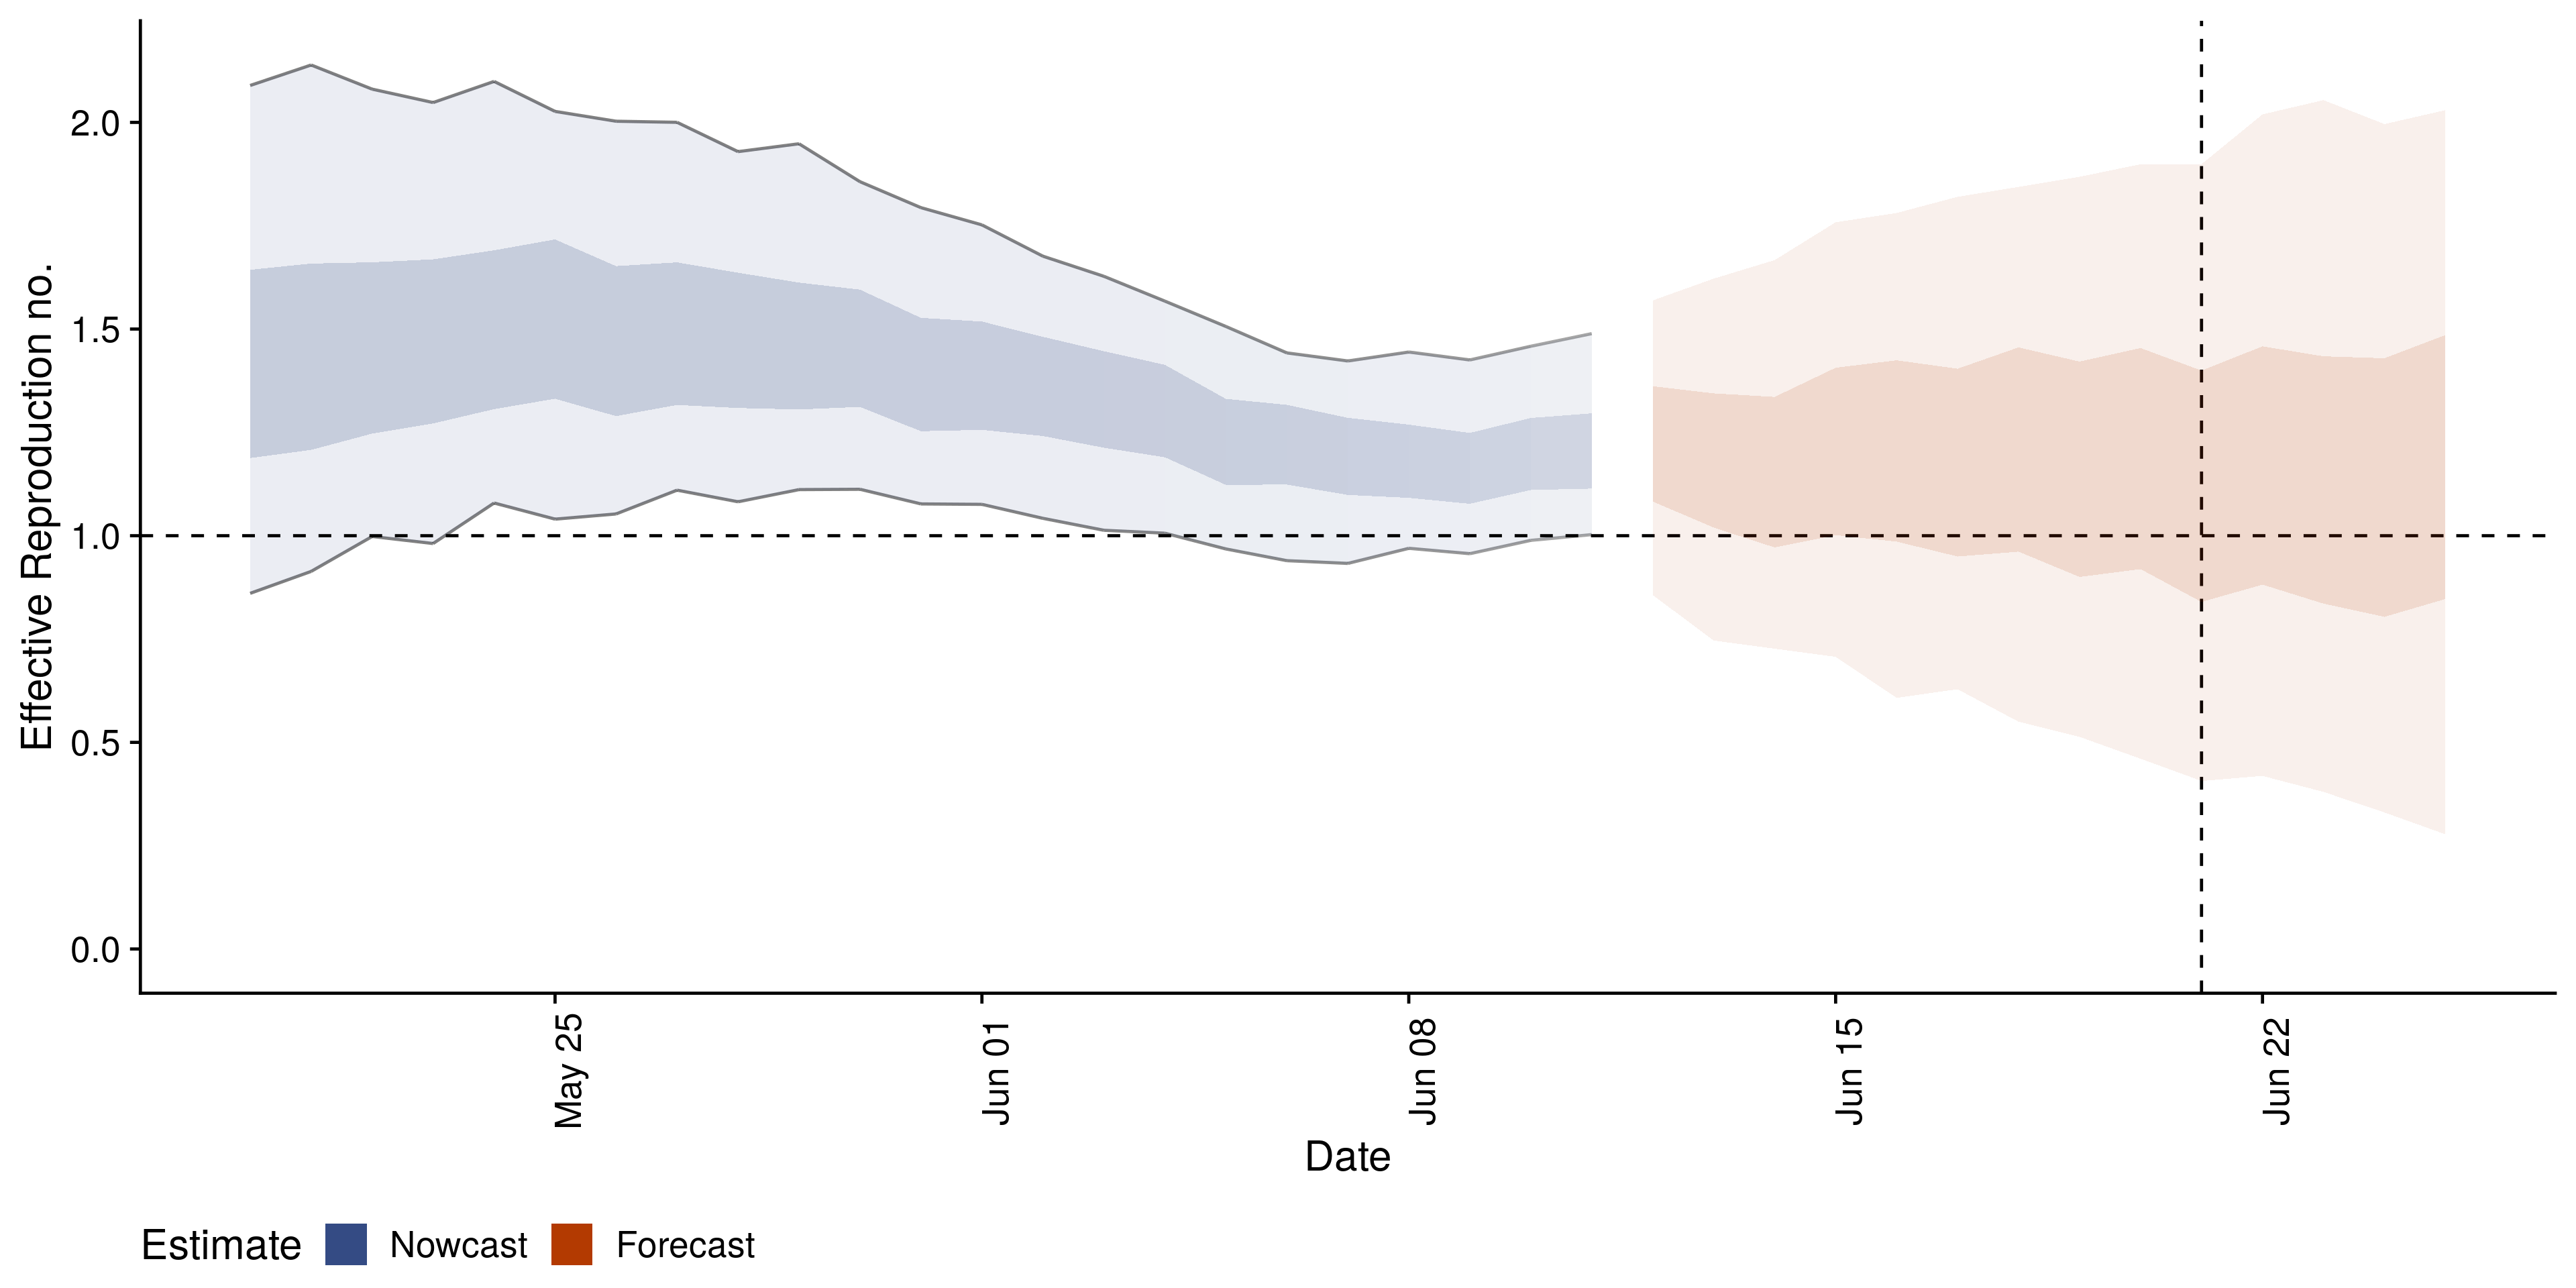 Effective Reproduction no.
2.0
1.5
1.0
0.5
0.0
May 25
Jun 01
Jun 08
Jun 15
Jun 22
Date
Estimate Nowcast Forecast